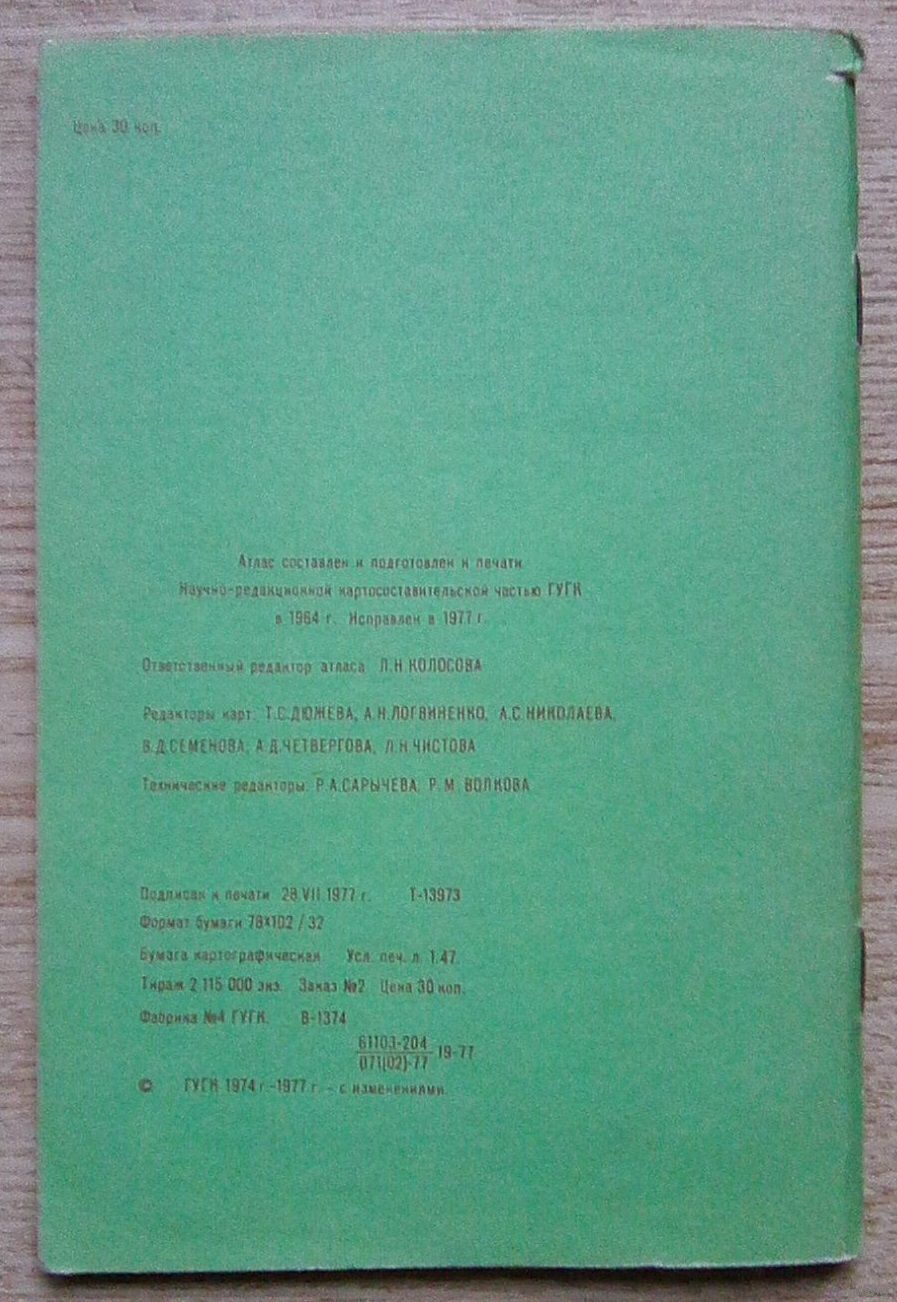 Цена 30 коп.
Атлас составлен и подготовлен к печати
Научно-редакционной картосоставительской частью ГУГК
в 1964 г. Исправлен в 1977 г.
Ответственный редактор атласа Л.Н.КОЛОСОВА
Редакторы карт: Т.С.ДЮЖЕВА, А.Н.ЛОГВИНЕНКО, А.С.НИКОЛАЕВА,
В.Д.СЕМЕНОВА, А.Д.ЧЕТВЕРГОВА, Л.Н.ЧИСТОВА
Технические редакторы: Р.А.САРЫЧЕВА, Р.М.ВОЛКОВА
Подписан к печати 28.VII.1977 г. Т-13973
Формат бумаги 78×102/32
Бумага картографическая Усл. печ. л. 1.47.
Тираж 2 115 000 экз. Заказ №2 Цена 30 коп.
Фабрика №4 ГУГК. В-1374
61103-204
071(02)-77 19-77
© ГУГК 1974 г.-1977 г. - с изменениями.